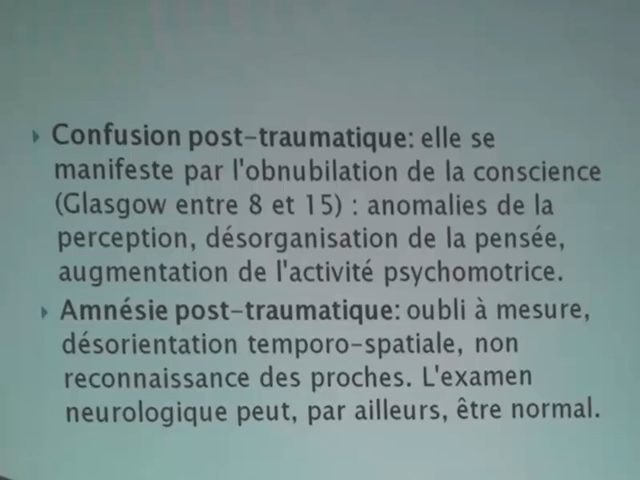 Confusion post-traumatique: elle se
manifeste par l'obnubilation de la conscience
(Glasgow entre 8 et 15) : anomalies de la
perception, désorganisation de la pensée,
augmentation de l'activité psychomotrice.
Amnésie post-traumatique: oubli à mesure,
désorientation temporo-spatiale, non
reconnaissance des proches. L'examen
neurologique peut, par ailleurs, être normal.